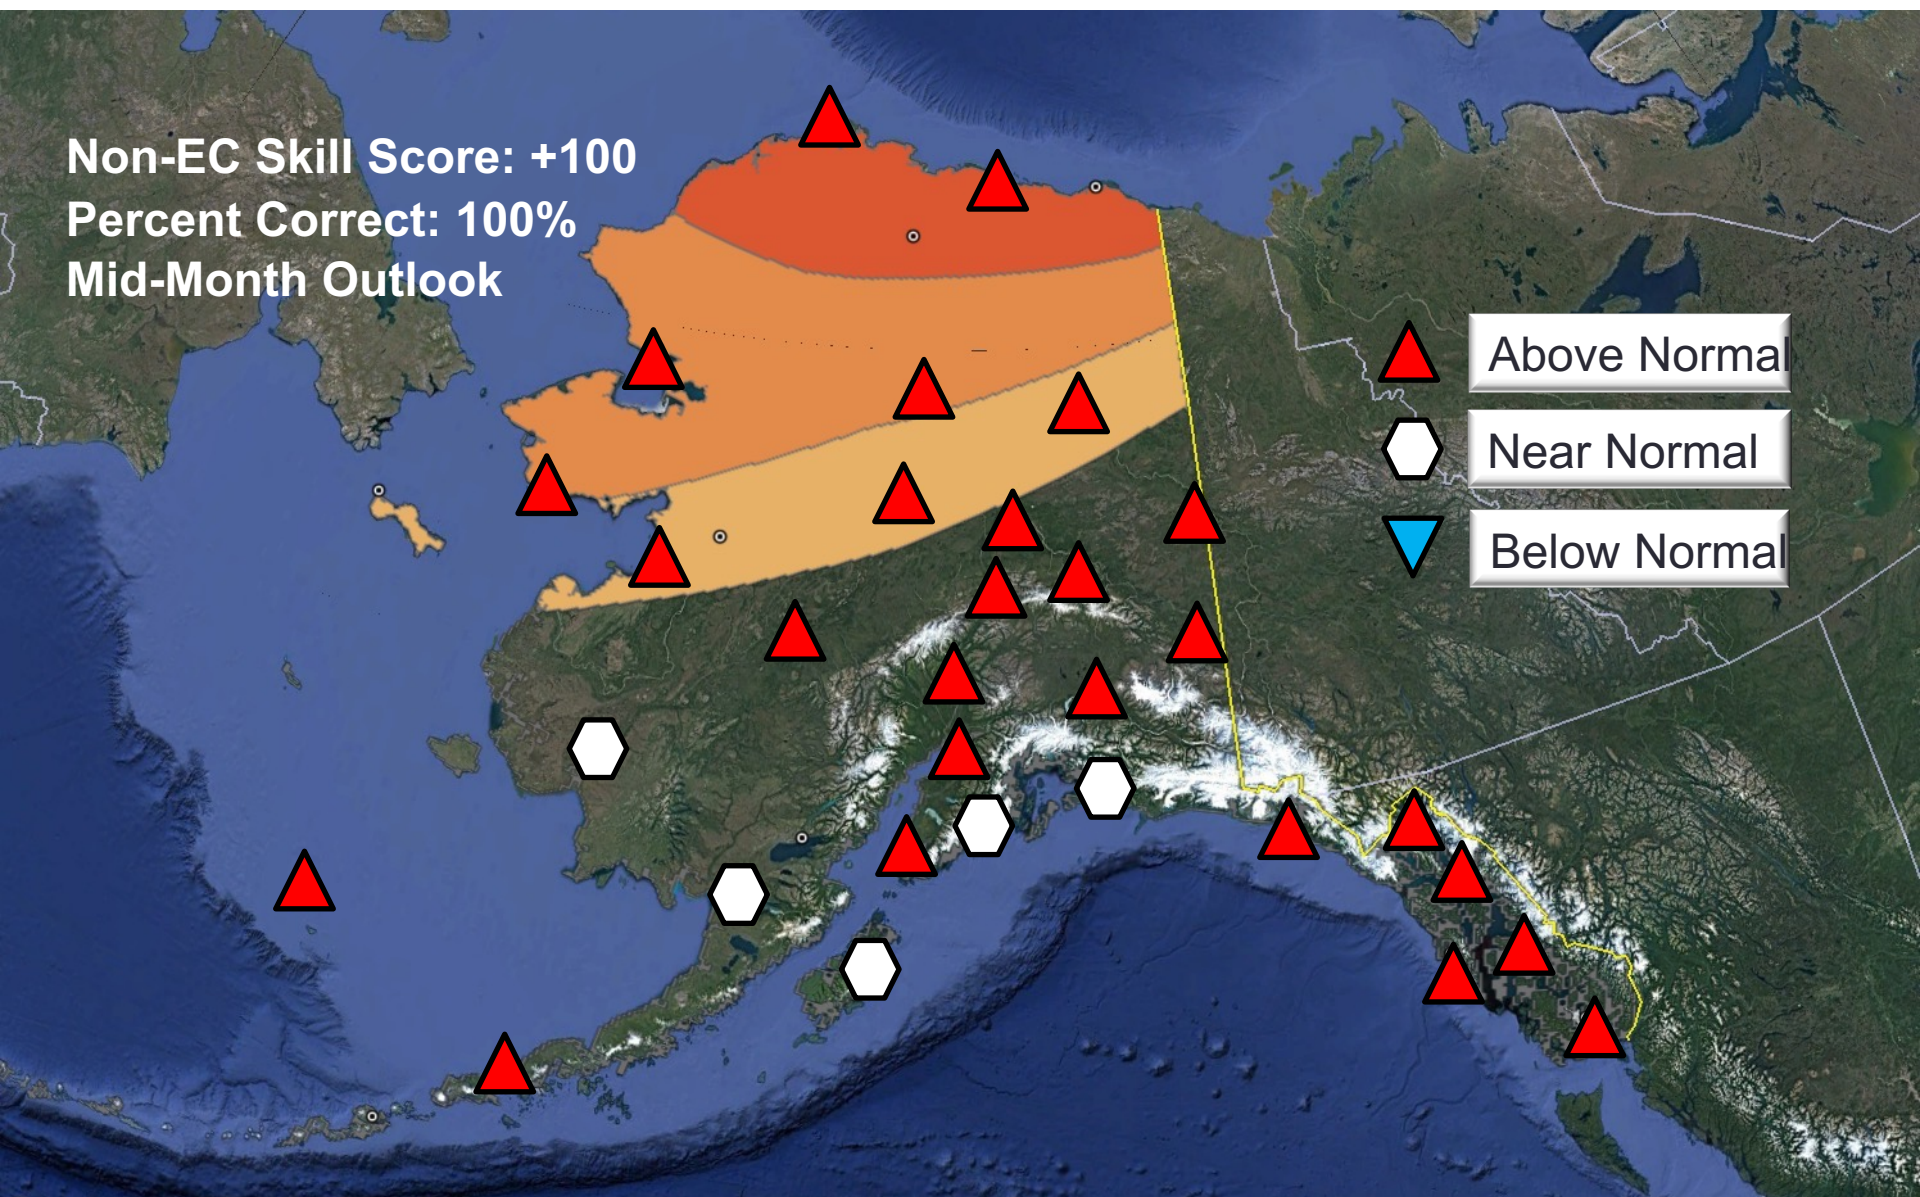 Non-EC Skill Score: +100
Percent Correct: 100%
Mid-Month Outlook
Above Normal
Near Normal
Below Normal